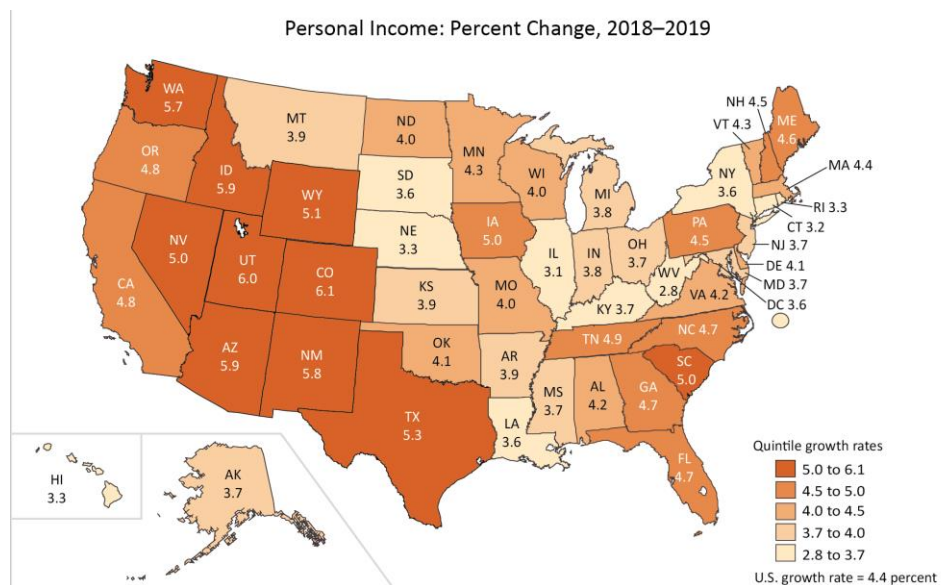 Personal Income: Percent Change, 2018–2019
WA
5.7
MT
3.9
ND
4.0
MN
4.3
NH 4.5
VT 4.3
ME
4.6
OR
4.8
ID
5.9
WY
5.1
SD
3.6
WI
4.0
MI
3.8
NY
3.6
MA 4.4
RI 3.3
CT 3.2
NJ 3.7
DE 4.1
MD 3.7
DC 3.6
NV
5.0
UT
6.0
CO
6.1
NE
3.3
IA
5.0
IL
3.1
IN
3.8
OH
3.7
PA
4.5
WV
2.8
VA 4.2
CA
4.8
KS
3.9
MO
4.0
KY 3.7
AZ
5.9
NM
5.8
OK
4.1
AR
3.9
TN 4.9
NC 4.7
SC
5.0
TX
5.3
LA
3.6
MS
3.7
AL
4.2
GA
4.7
FL
4.7
HI
3.3
AK
3.7
Quintile growth rates
5.0 to 6.1
4.5 to 5.0
4.0 to 4.5
3.7 to 4.0
2.8 to 3.7
U.S. growth rate = 4.4 percent